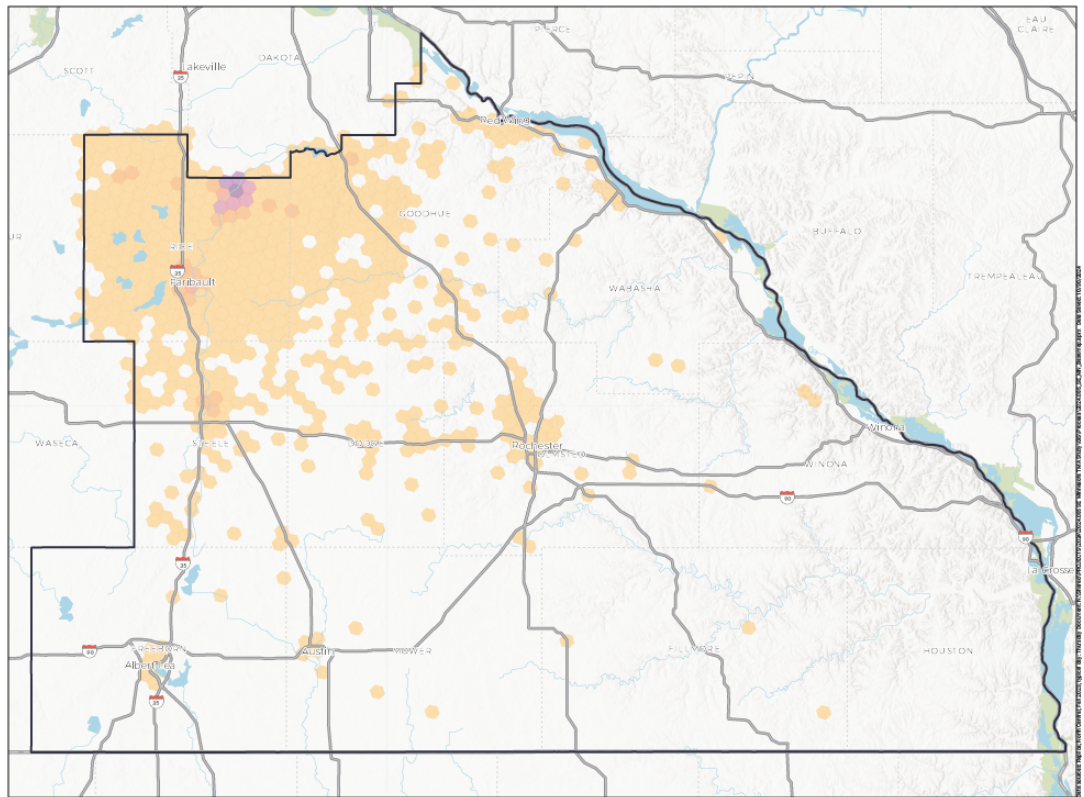 EAU
CLAIRE
PIERCE
DAKOTA
SCOTT
Lakeville
35
PEPIN
Red Wing
GOODHUE
BUFFALO
RICE
35
Faribault
TREMPEALEAU
WABASHA
WASECA
STEELE
DODGE
Rochester
OLMSTED
Winona
WINONA
90
90
35
La Crosse
90
FREEBORN
Albert Lea
Austin
MOWER
FILLMORE
HOUSTON
35